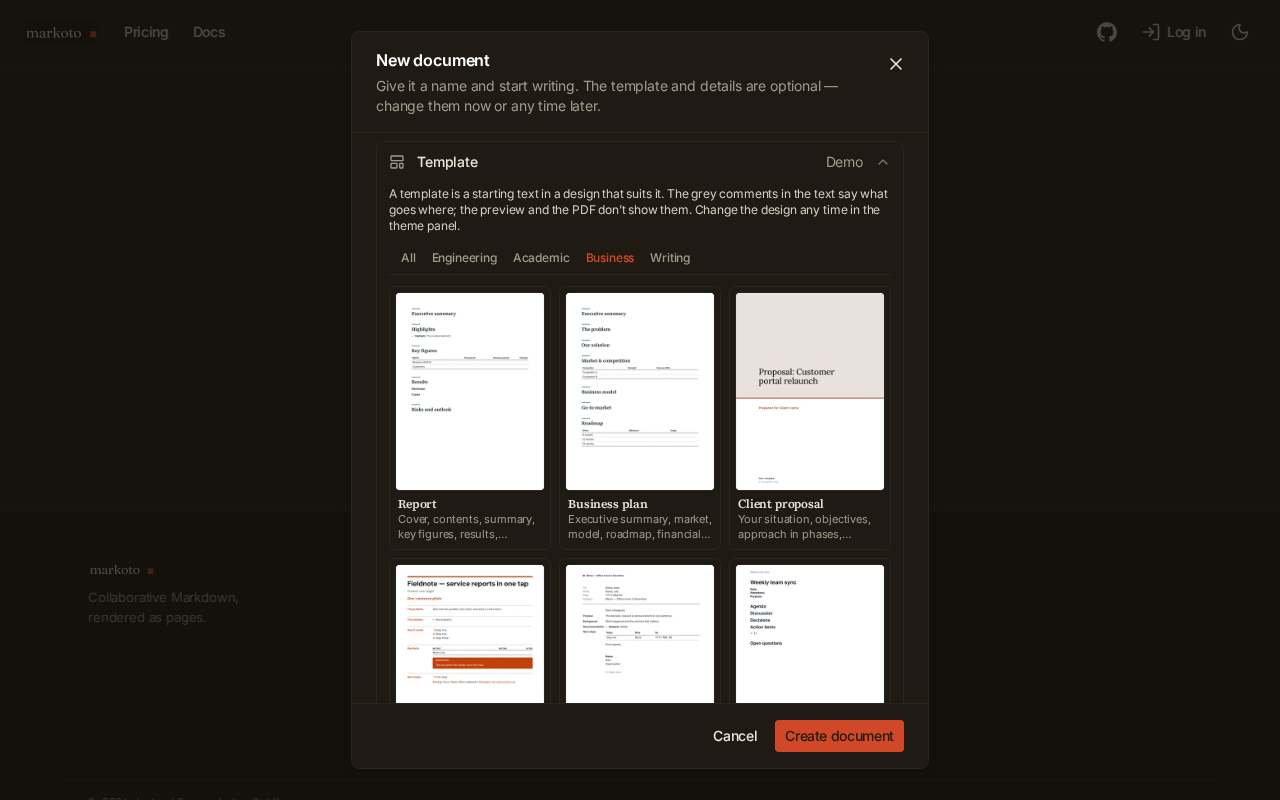 markoto
Pricing
Docs
Log in
New document
Give it a name and start writing. The template and details are optional —
change them now or any time later.
Template
Demo
A template is a starting text in a design that suits it. The grey comments in the text say what
goes where; the preview and the PDF don't show them. Change the design any time in the
theme panel.
All
Engineering
Academic
Business
Writing
Executive summary
Highlights
Key figures
Results
Risks and outlook
Executive summary
The problem
Our solution
Market & competition
Business model
Go-to-market
Roadmap
Proposal: Customer
portal relaunch
Proposal for Client name
Report
Cover, contents, summary,
key figures, results,…
Business plan
Executive summary, market,
model, roadmap, financial…
Client proposal
Your situation, objectives,
approach in phases,…
Fieldnote — service reports in one tap
Weekly team sync
Agenda
Discussion
Decisions
Action items
Open questions
markoto
Collaborative Markdown,
rendered as pages.
Cancel
Create document